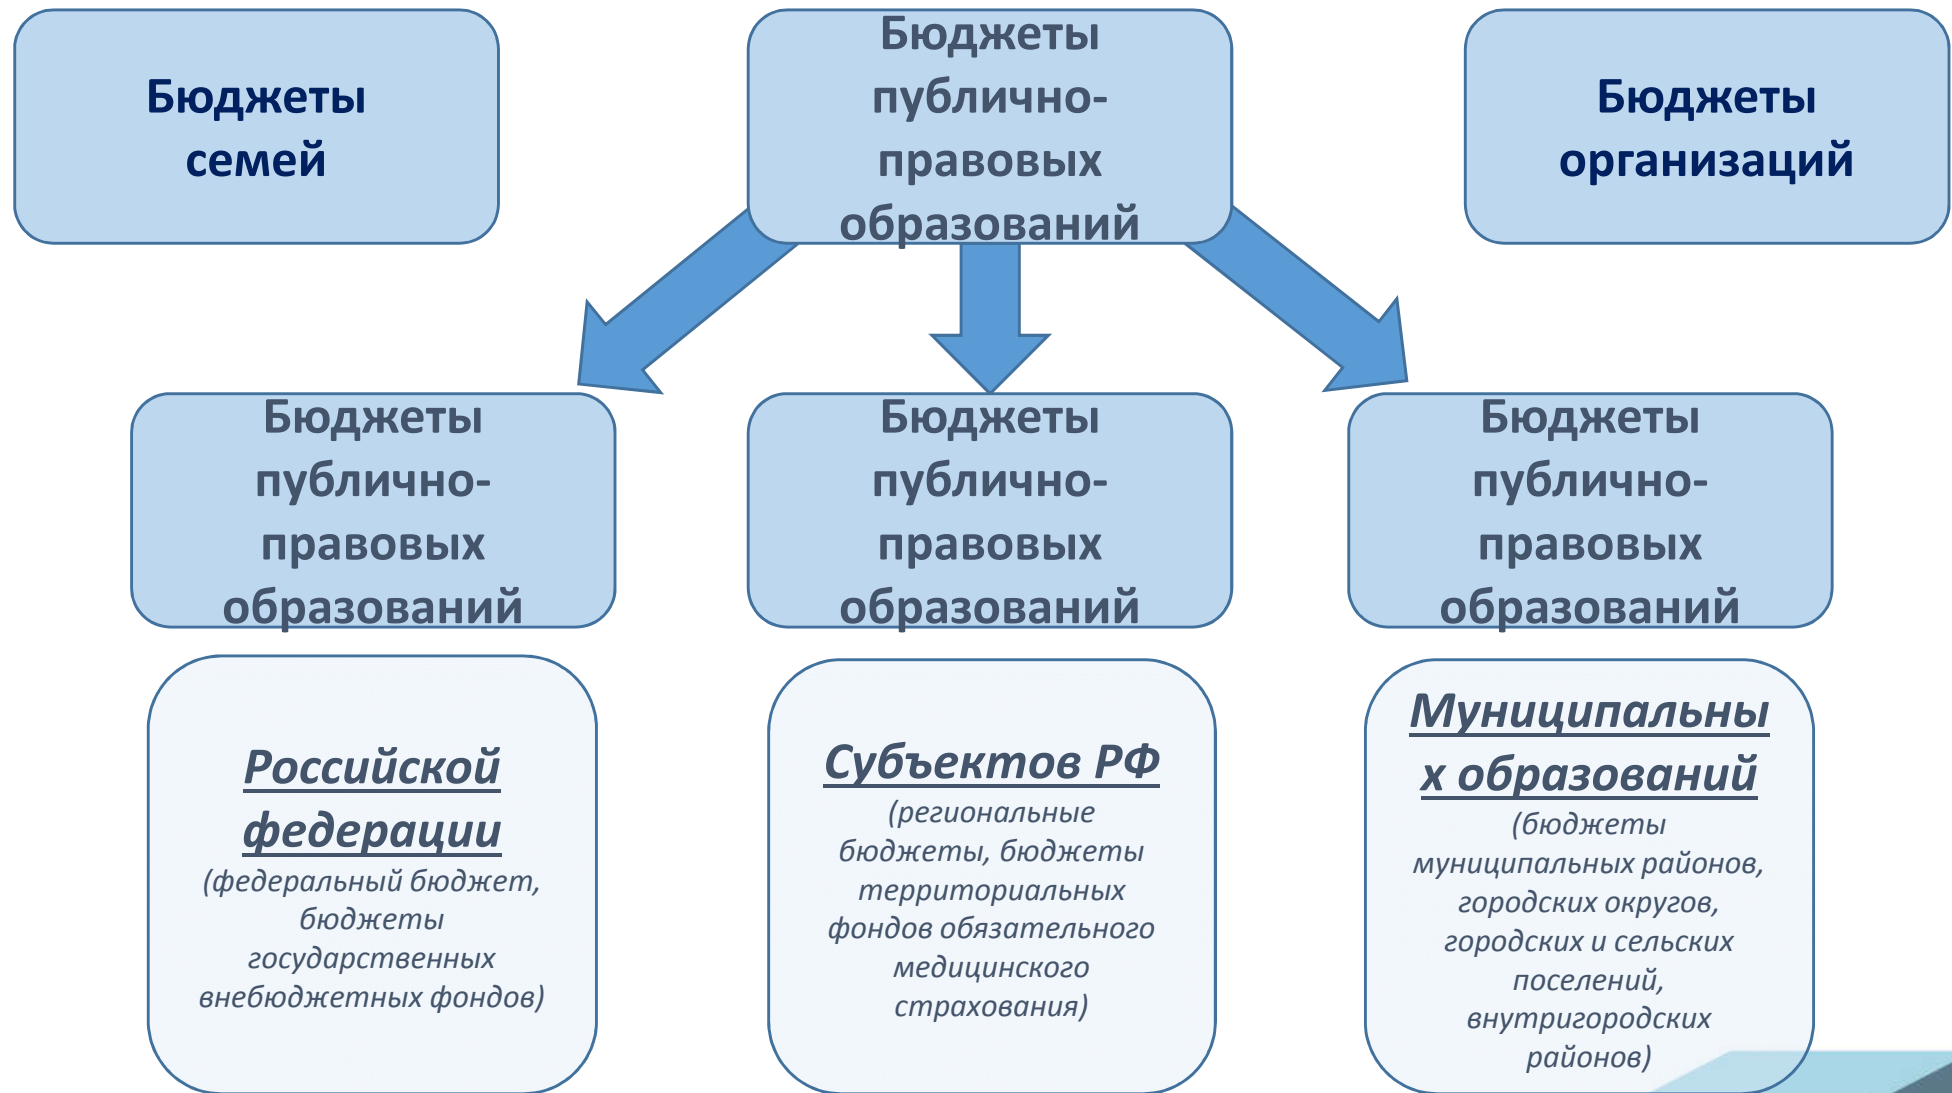 Бюджеты
семей
Бюджеты
публично-
правовых
образований
Бюджеты
организаций
Бюджеты
публично-
правовых
образований
Бюджеты
публично-
правовых
образований
Бюджеты
публично-
правовых
образований
Российской
федерации
(федеральный бюджет,
бюджеты
государственных
внебюджетных фондов)
Субъектов РФ
(региональные
бюджеты, бюджеты
территориальных
фондов обязательного
медицинского
страхования)
Муниципальны
х образований
(бюджеты
муниципальных районов,
городских округов,
городских и сельских
поселений,
внутригородских
районов)